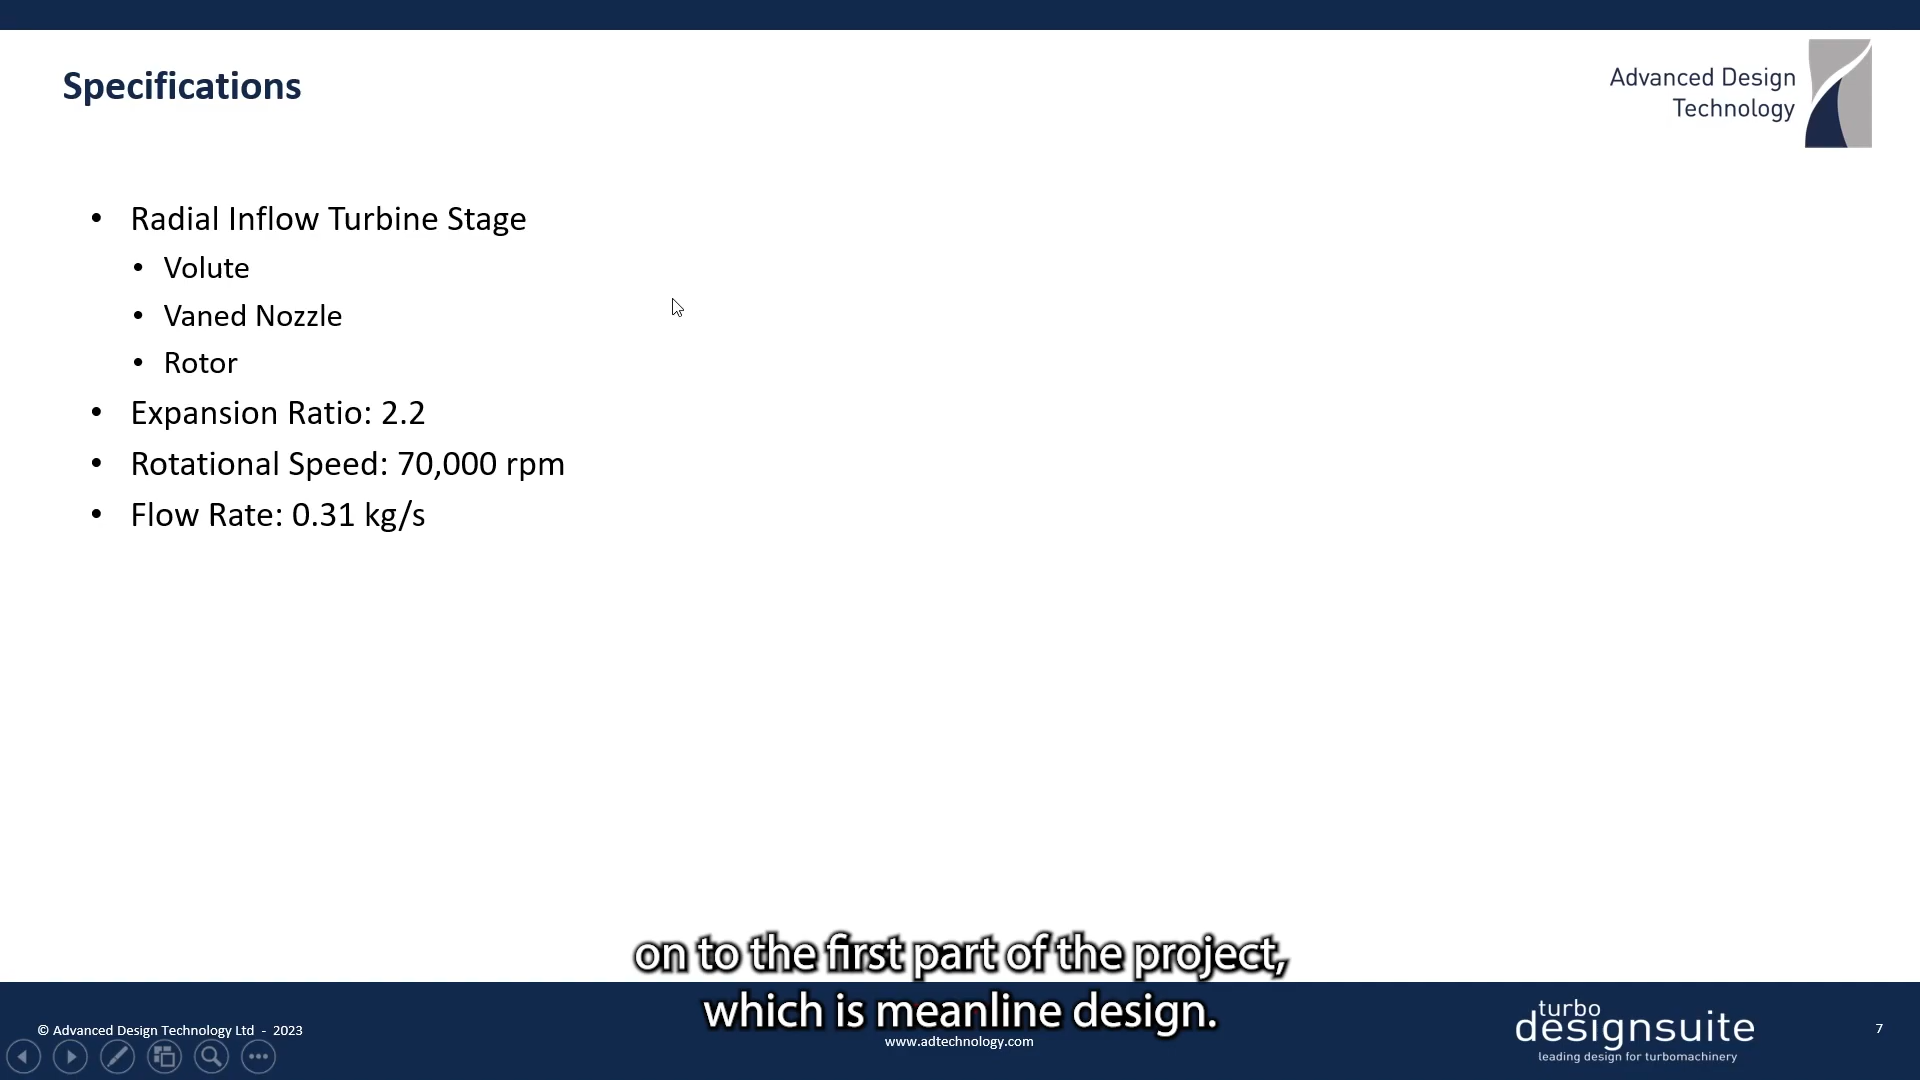 Specifications
Advanced Design
Technology
• Radial Inflow Turbine Stage
• Volute
• Vaned Nozzle
• Rotor
• Expansion Ratio: 2.2
• Rotational Speed: 70,000 rpm
• Flow Rate: 0.31 kg/s
on to the first part of the project,
which is meanline design.
© Advanced Design Technology Ltd - 2023
www.adtechnology.com
turbo
designsuite
leading design for turbomachinery
7